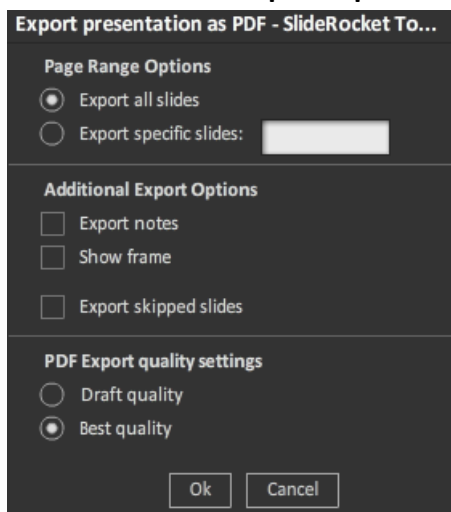 Export presentation as PDF - SlideRocket To...
Page Range Options
Export all slides
Export specific slides:
Additional Export Options
Export notes
Show frame
Export skipped slides
PDF Export quality settings
Draft quality
Best quality
Ok Cancel